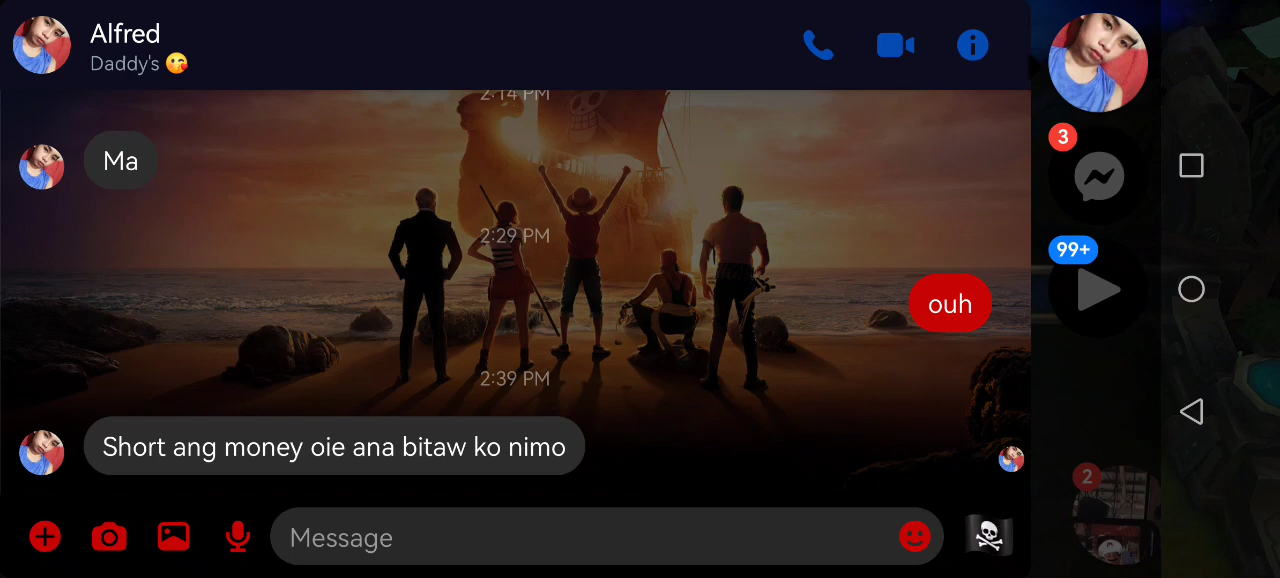 Alfred
Daddy's 😘
2:14 PM
Ma
2:29 PM
ouh
2:39 PM
Short ang money oie ana bitaw ko nimo
Message
3
99+
2